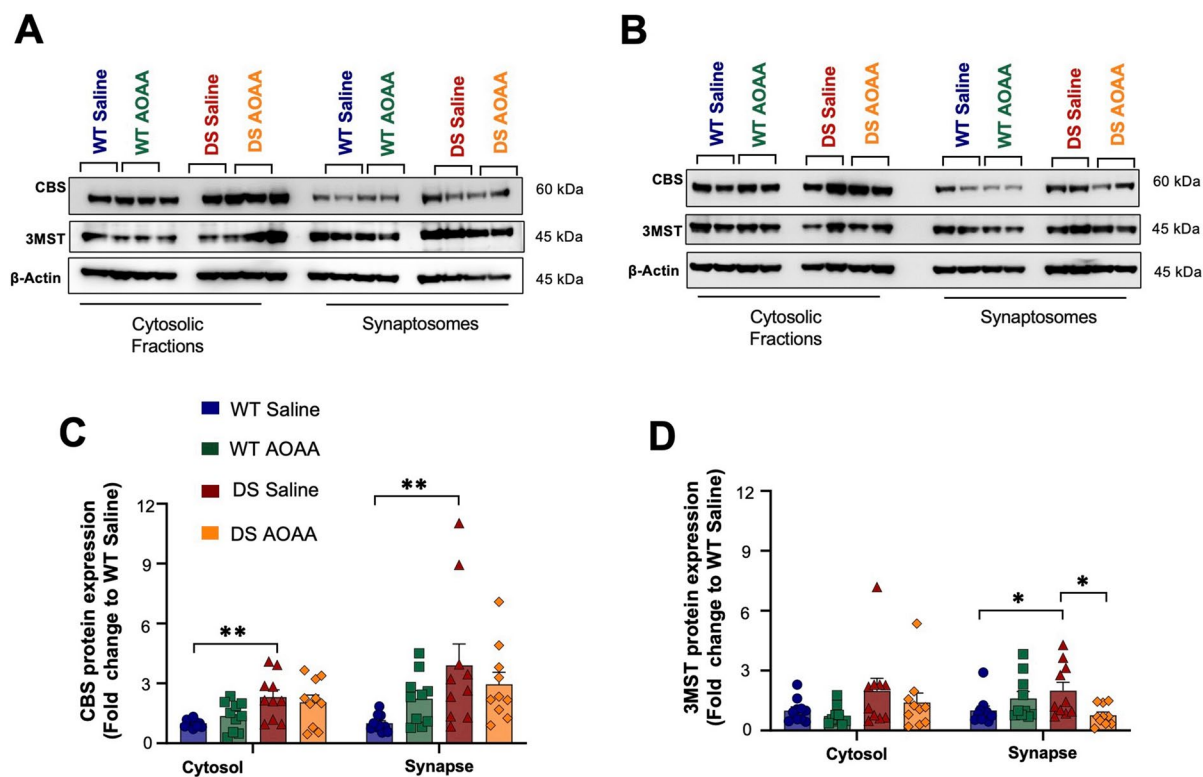 A
WT Saline
WT AOAA
DS Saline
DS AOAA
WT Saline
WT AOAA
DS Saline
DS AOAA
CBS
60 kDa
3MST
45 kDa
β-Actin
45 kDa
Cytosolic
Fractions
Synaptosomes
B
WT Saline
WT AOAA
DS Saline
DS AOAA
WT Saline
WT AOAA
DS Saline
DS AOAA
CBS
60 kDa
3MST
45 kDa
β-Actin
45 kDa
Cytosolic
Fractions
Synaptosomes
C
WT Saline
WT AOAA
DS Saline
DS AOAA
CBS protein expression
(Fold change to WT Saline)
12
9
6
3
0
**
**
Cytosol
Synapse
D
3MST protein expression
(Fold change to WT Saline)
12
9
6
3
0
*
*
Cytosol
Synapse